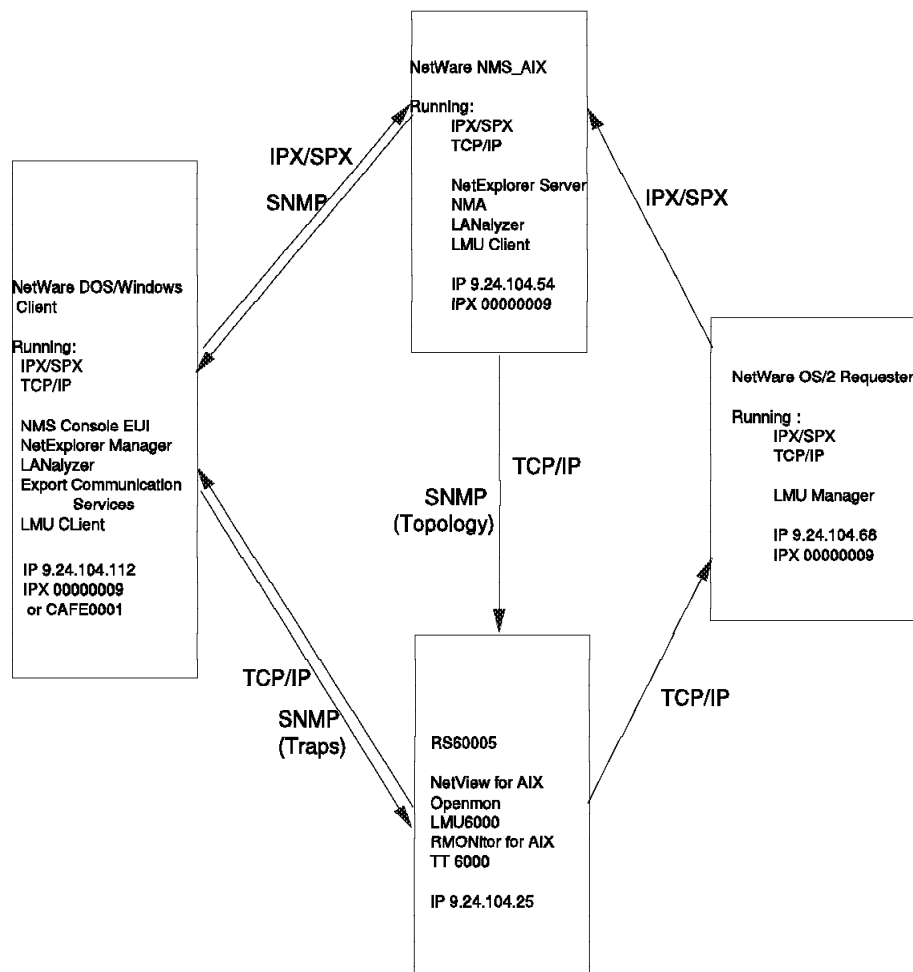 NetWare NMS_AIX
Running:
IPX/SPX
TCP/IP
NetExplorer Server
NMA
LANalyzer
LMU Client
IP 9.24.104.54
IPX 00000009
IPX/SPX
SNMP
IPX/SPX
NetWare DOS/Windows
Client
Running:
IPX/SPX
TCP/IP
NMS Console EUI
NetExplorer Manager
LANalyzer
Export Communication
Services
LMU CLient
IP 9.24.104.112
IPX 00000009
or CAFE0001
NetWare OS/2 Requester
Running :
IPX/SPX
TCP/IP
LMU Manager
IP 9.24.104.68
IPX 00000009
TCP/IP
SNMP
(Topology)
TCP/IP
SNMP
(Traps)
TCP/IP
RS60005
NetView for AIX
Openmon
LMU6000
RMONitor for AIX
TT 6000
IP 9.24.104.25